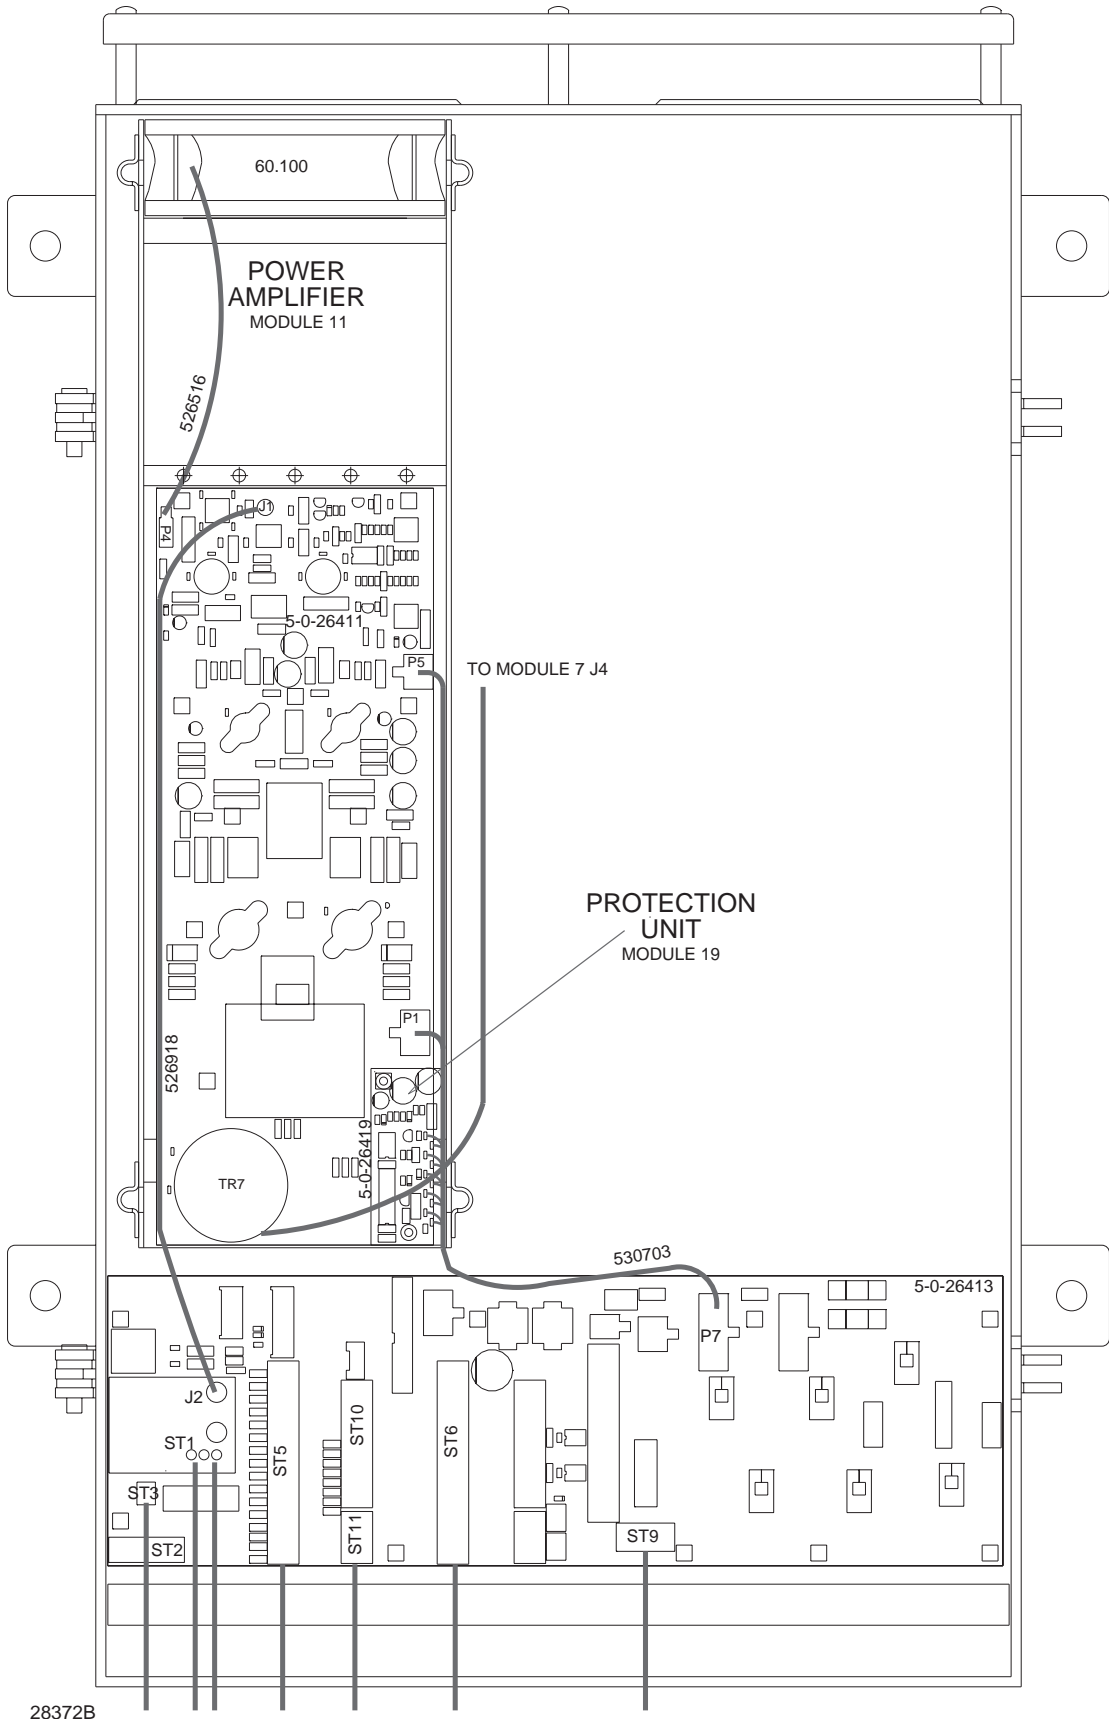 60.100
POWER
AMPLIFIER
MODULE 11
526516
J1
P4
5-0-26411
P5
TO MODULE 7 J4
PROTECTION
UNIT
MODULE 19
P1
526918
5-0-26419
TR7
530703
5-0-26413
P7
J2
ST1
ST10
ST6
ST5
ST3
ST11
ST9
ST2
28372B